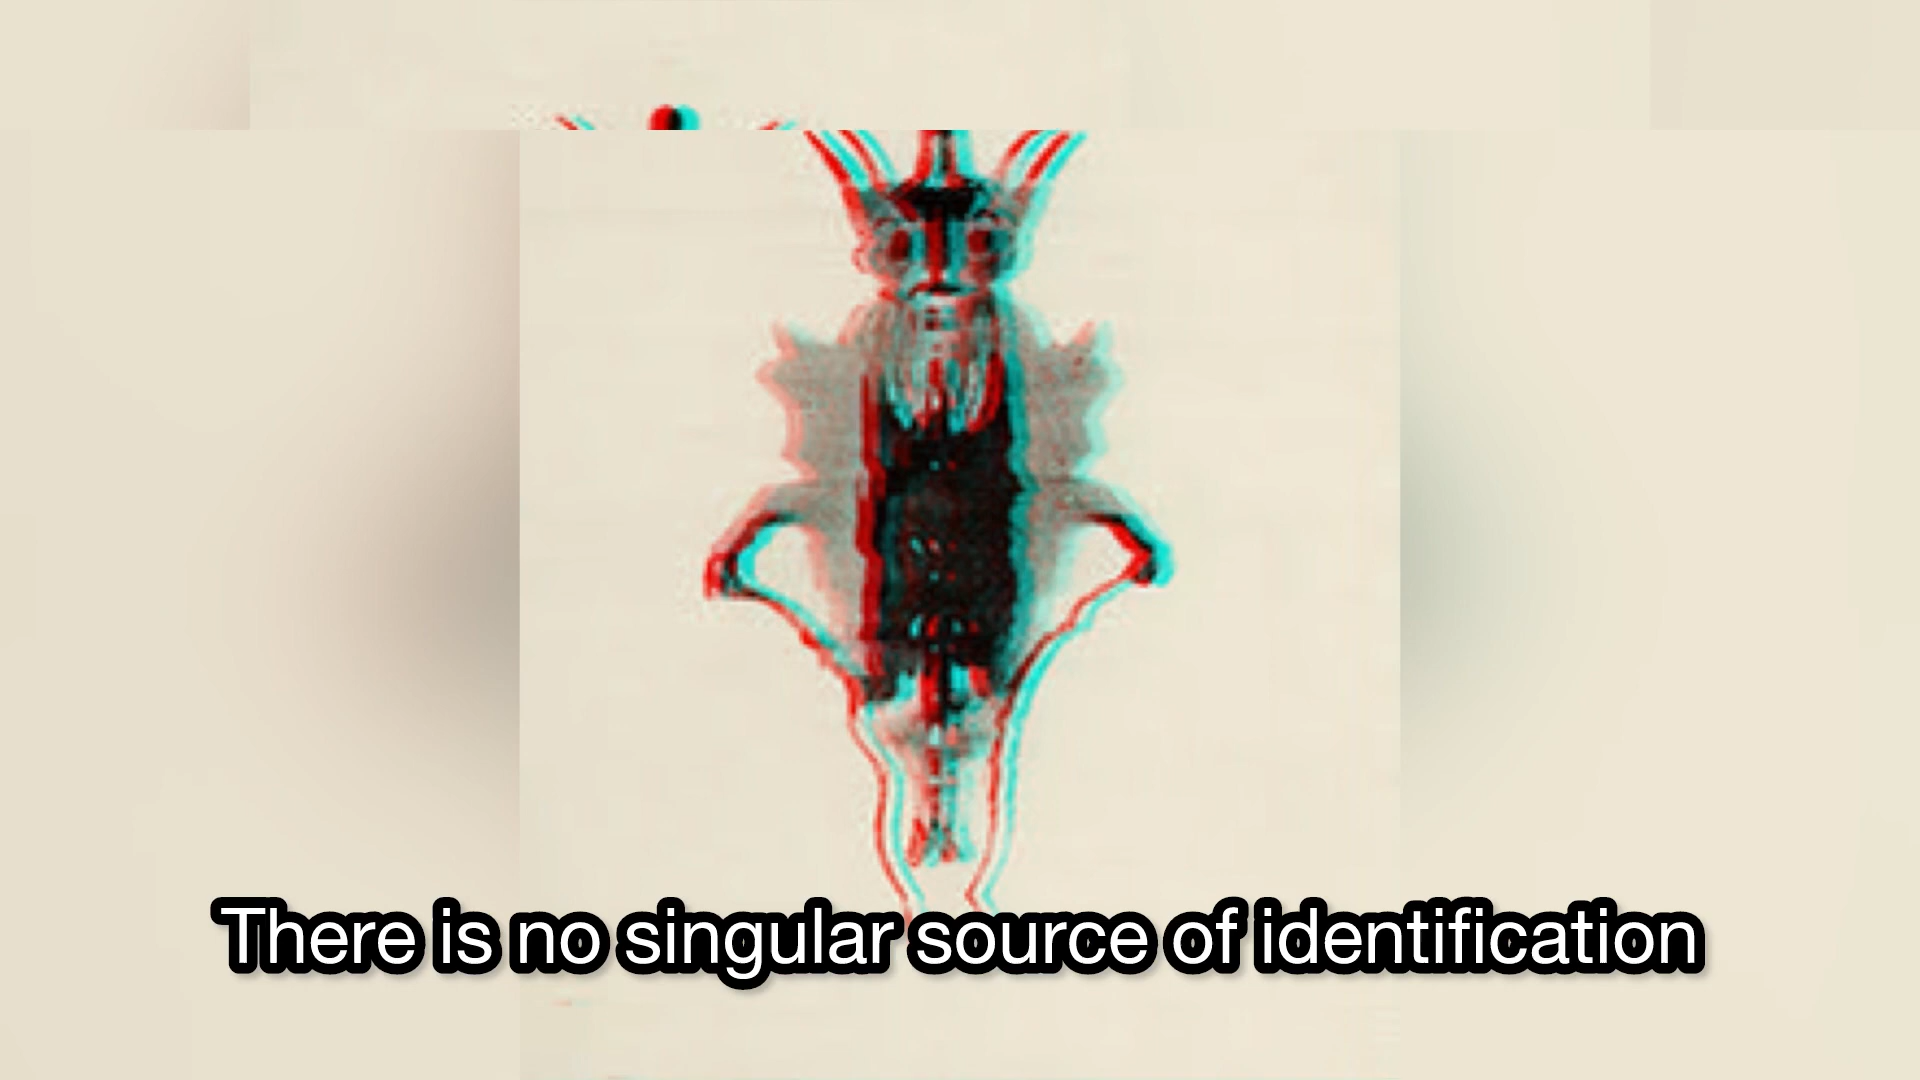 There is no singular source of identification